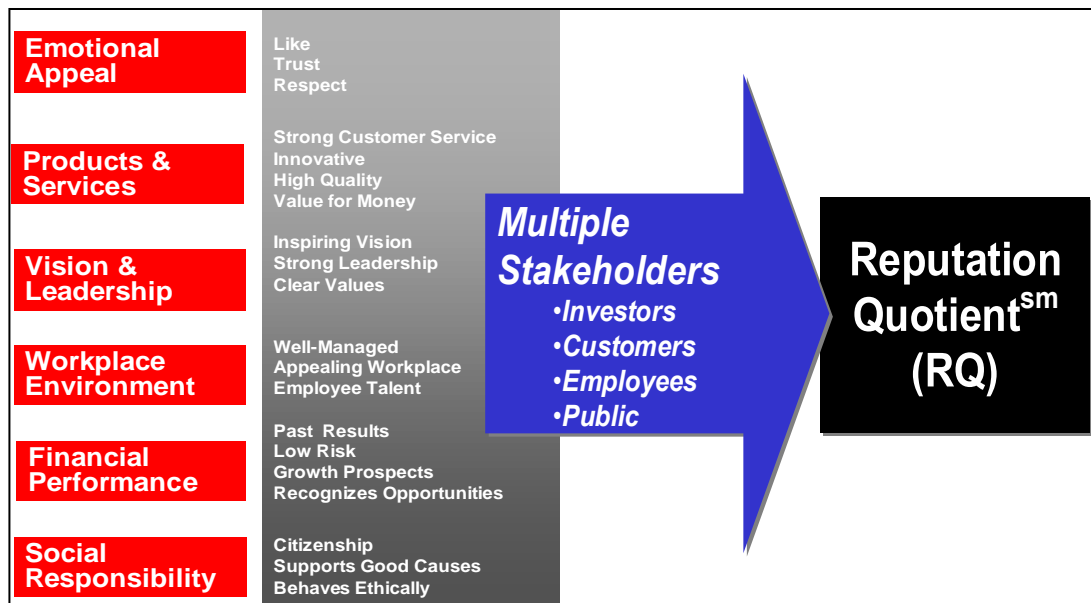 Emotional
Appeal
Like
Trust
Respect
Products &
Services
Strong Customer Service
Innovative
High Quality
Value for Money
Vision &
Leadership
Inspiring Vision
Strong Leadership
Clear Values
Workplace
Environment
Well-Managed
Appealing Workplace
Employee Talent
Financial
Performance
Past Results
Low Risk
Growth Prospects
Recognizes Opportunities
Social
Responsibility
Citizenship
Supports Good Causes
Behaves Ethically
Multiple
Stakeholders
•Investors
•Customers
•Employees
•Public
Reputation
Quotient℠
(RQ)